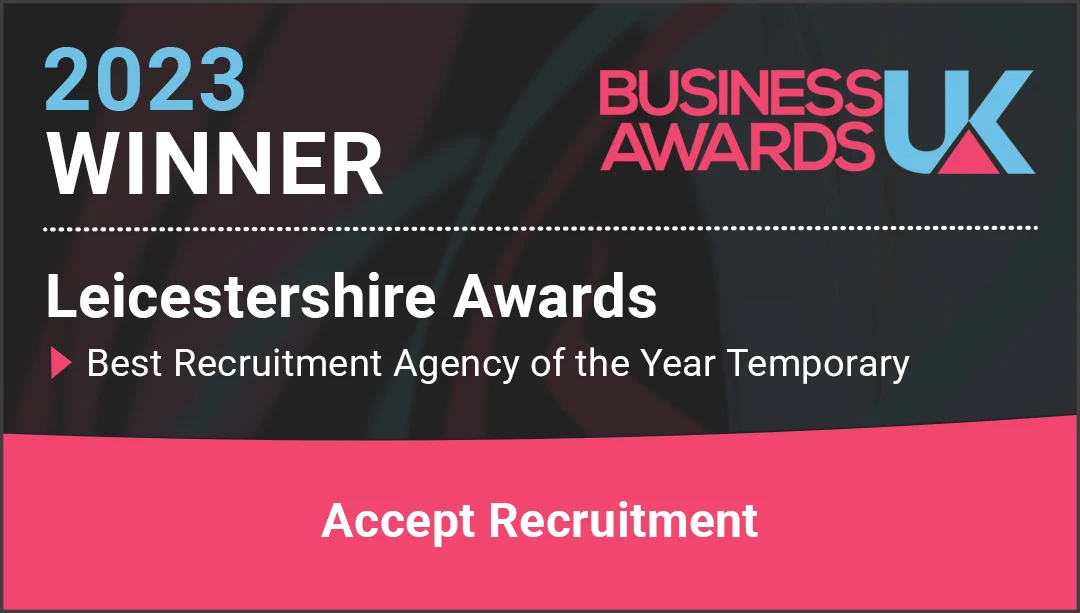 2023
WINNER
BUSINESS
AWARDS
UK
Leicestershire Awards
Best Recruitment Agency of the Year Temporary
Accept Recruitment